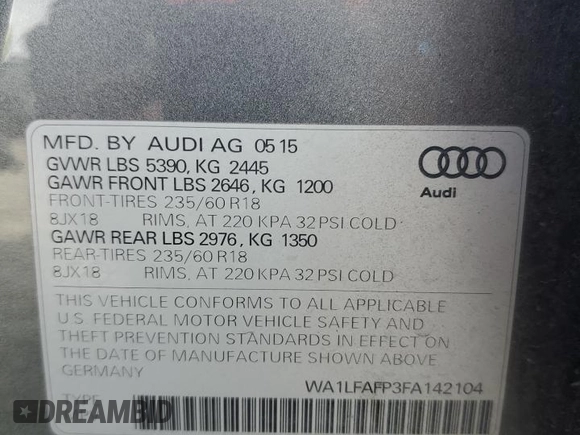 MFD. BY AUDI AG 05 15
GVWR LBS 5390, KG 2445
GAWR FRONT LBS 2646, KG 1200
FRONT-TIRES 235/60 R18
8JX18 RIMS, AT 220 KPA 32 PSI COLD
GAWR REAR LBS 2976, KG 1350
REAR-TIRES 235/60 R18
8JX18 RIMS, AT 220 KPA 32 PSI COLD
Audi
THIS VEHICLE CONFORMS TO ALL APPLICABLE
U.S. FEDERAL MOTOR VEHICLE SAFETY AND
THEFT PREVENTION STANDARDS IN EFFECT ON
THE DATE OF MANUFACTURE SHOWN ABOVE
GERMANY
WA1LFAFP3FA142104
TYPE
DREAMBID